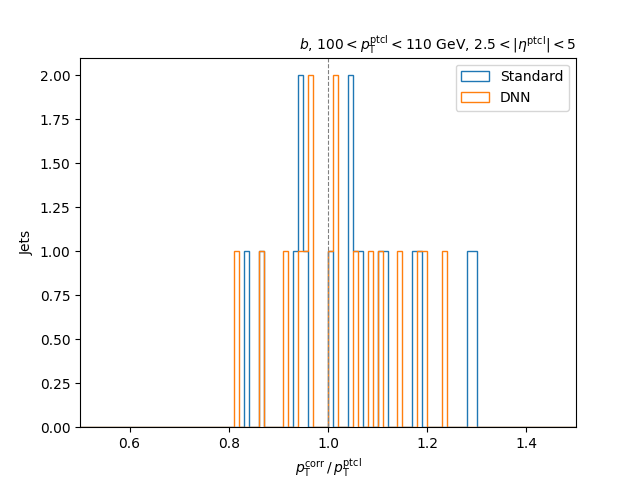 b, 100 < p_T^ptcl < 110 GeV, 2.5 < |η^ptcl| < 5
Standard
DNN
2.00
1.75
1.50
1.25
1.00
0.75
0.50
0.25
0.00
Jets
0.6 0.8 1.0 1.2 1.4
p_T^corr / p_T^ptcl